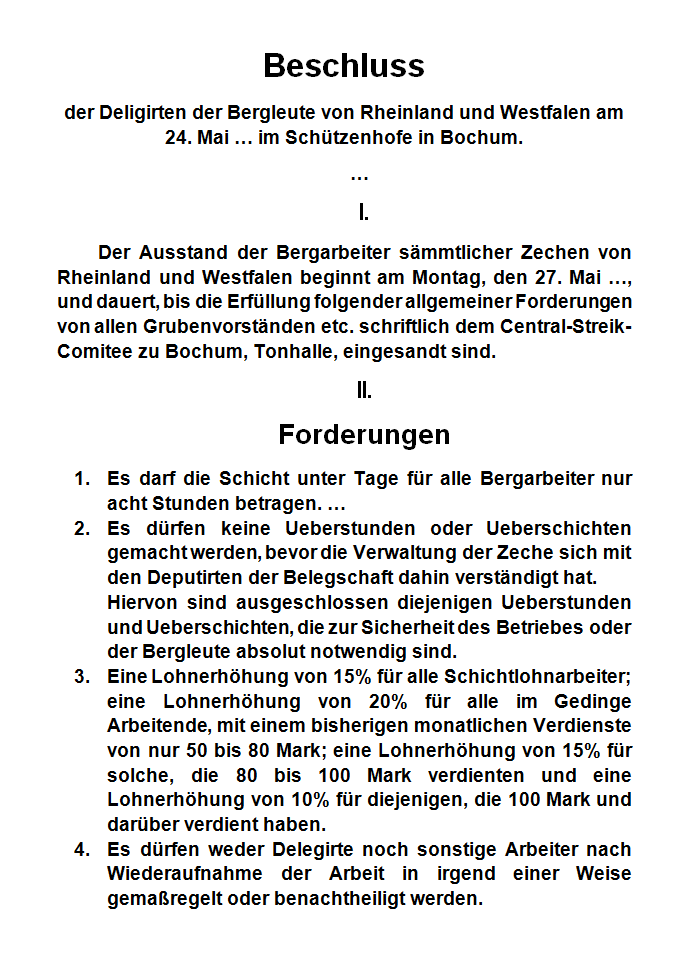 Beschluss
der Deligirten der Bergleute von Rheinland und Westfalen am
24. Mai … im Schützenhofe in Bochum.
…
I.
Der Ausstand der Bergarbeiter sämmtlicher Zechen von
Rheinland und Westfalen beginnt am Montag, den 27. Mai …,
und dauert, bis die Erfüllung folgender allgemeiner Forderungen
von allen Grubenvorständen etc. schriftlich dem Central-Streik-
Comitee zu Bochum, Tonhalle, eingesandt sind.
II.
Forderungen
1. Es darf die Schicht unter Tage für alle Bergarbeiter nur
acht Stunden betragen. …
2. Es dürfen keine Ueberstunden oder Ueberschichten
gemacht werden, bevor die Verwaltung der Zeche sich mit
den Deputirten der Belegschaft dahin verständigt hat.
Hiervon sind ausgeschlossen diejenigen Ueberstunden
und Ueberschichten, die zur Sicherheit des Betriebes oder
der Bergleute absolut notwendig sind.
3. Eine Lohnerhöhung von 15% für alle Schichtlohnarbeiter;
eine Lohnerhöhung von 20% für alle im Gedinge
Arbeitende, mit einem bisherigen monatlichen Verdienste
von nur 50 bis 80 Mark; eine Lohnerhöhung von 15% für
solche, die 80 bis 100 Mark verdienten und eine
Lohnerhöhung von 10% für diejenigen, die 100 Mark und
darüber verdient haben.
4. Es dürfen weder Delegirte noch sonstige Arbeiter nach
Wiederaufnahme der Arbeit in irgend einer Weise
gemaßregelt oder benachtheiligt werden.